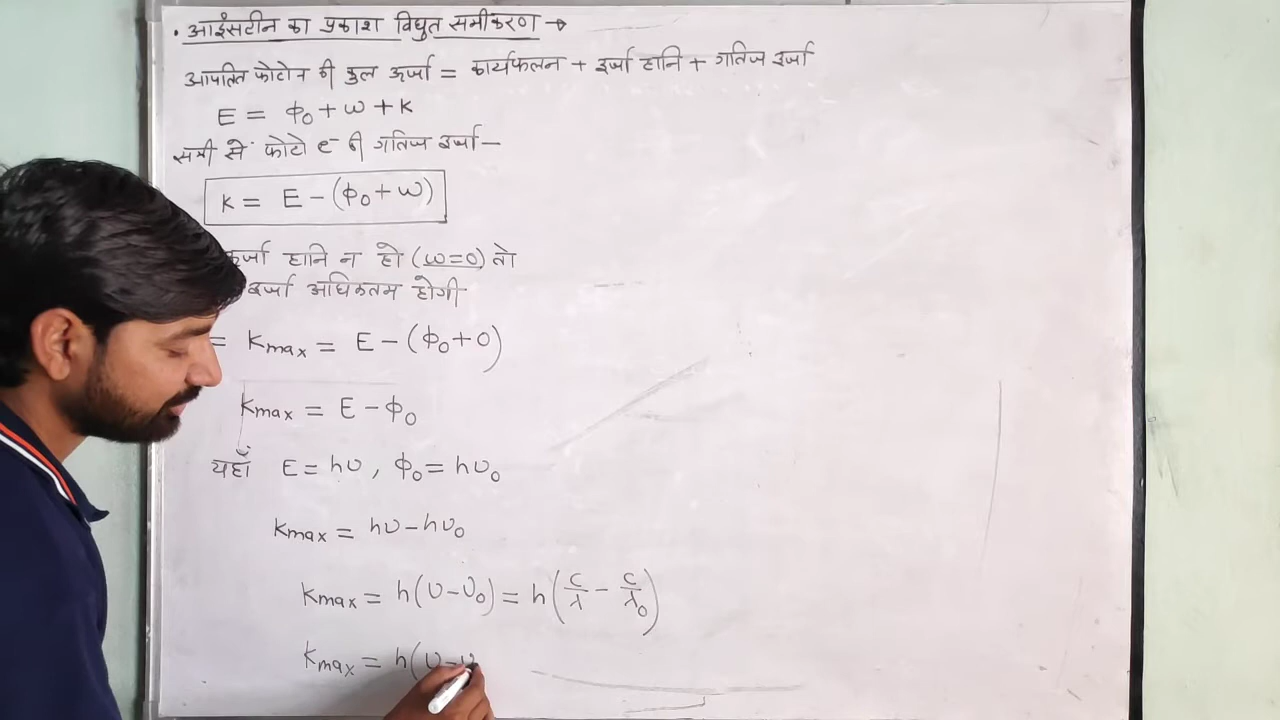 • आइंसटीन का प्रकाश विद्युत समीकरण →
आपतित फोटोन की कुल ऊर्जा = कार्यफलन + ऊर्जा हानि + गतिज ऊर्जा
E = ϕ₀ + w + K
समी से फोटो e⁻ की गतिज ऊर्जा —
K = E − (ϕ₀ + w)
ऊर्जा हानि न हो (w=0) तो
ऊर्जा अधिकतम होगी
= Kmax = E − (ϕ₀ + 0)
Kmax = E − ϕ₀
यहाँ E = hυ, ϕ₀ = hυ₀
Kmax = hυ − hυ₀
Kmax = h(υ − υ₀) = h(c/λ − c/λ₀)
Kmax = h(υ − υ